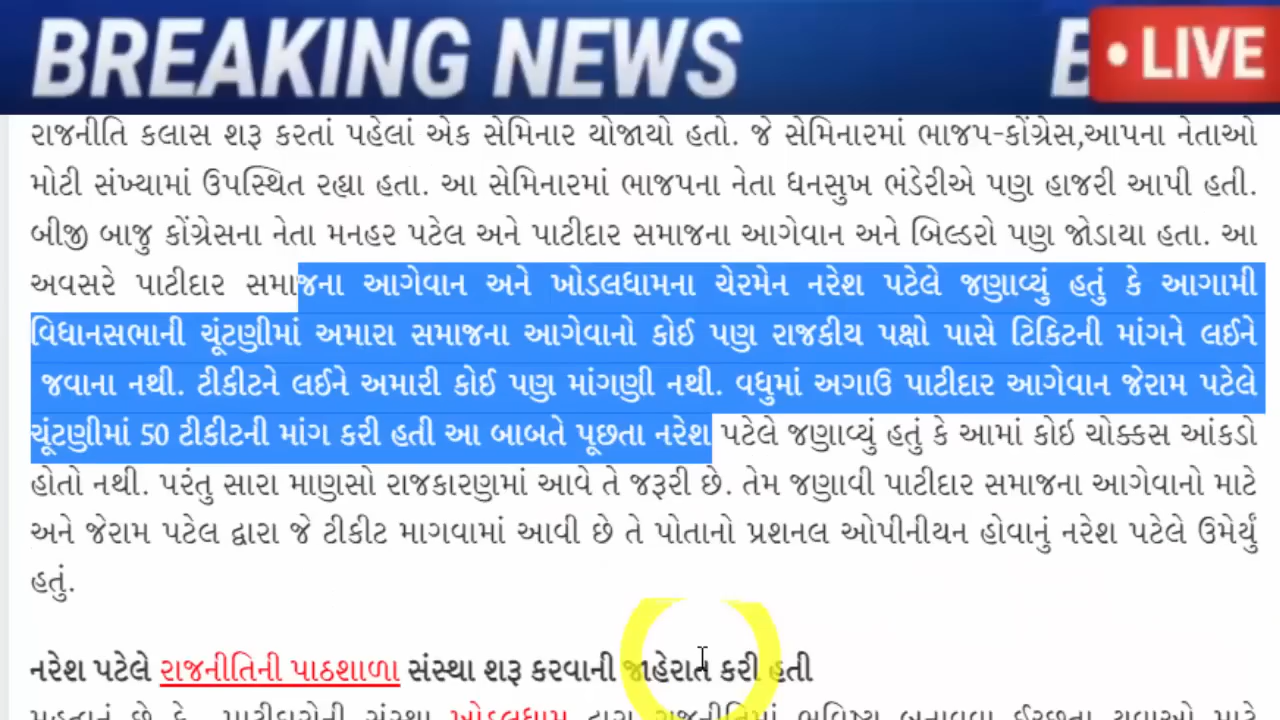 BREAKING NEWS
• LIVE
રાજનીતિ કલાસ શરૂ કરતાં પહેલાં એક સેમિનાર યોજાયો હતો. જે સેમિનારમાં ભાજપ-કોંગ્રેસ,આપના નેતાઓ
મોટી સંખ્યામાં ઉપસ્થિત રહ્યા હતા. આ સેમિનારમાં ભાજપના નેતા ધનસુખ ભંડેરીએ પણ હાજરી આપી હતી.
બીજી બાજુ કોંગ્રેસના નેતા મનહર પટેલ અને પાટીદાર સમાજના આગેવાન અને બિલ્ડરો પણ જોડાયા હતા. આ
અવસરે પાટીદાર સમાજના આગેવાન અને ખોડલધામના ચેરમેન નરેશ પટેલે જણાવ્યું હતું કે આગામી
વિધાનસભાની ચૂંટણીમાં અમારા સમાજના આગેવાનો કોઈ પણ રાજકીય પક્ષો પાસે ટિકિટની માંગને લઈને
જવાના નથી. ટીકીટને લઈને અમારી કોઈ પણ માંગણી નથી. વધુમાં અગાઉ પાટીદાર આગેવાન જેરામ પટેલે
ચૂંટણીમાં 50 ટીકીટની માંગ કરી હતી આ બાબતે પૂછતા નરેશ પટેલે જણાવ્યું હતું કે આમાં કોઇ ચોક્કસ આંકડો
હોતો નથી. પરંતુ સારા માણસો રાજકારણમાં આવે તે જરૂરી છે. તેમ જણાવી પાટીદાર સમાજના આગેવાનો માટે
અને જેરામ પટેલ દ્વારા જે ટીકીટ માગવામાં આવી છે તે પોતાનો પ્રશનલ ઓપીનીયન હોવાનું નરેશ પટેલે ઉમેર્યું
હતું.
નરેશ પટેલે રાજનીતિની પાઠશાળા સંસ્થા શરૂ કરવાની જાહેરાત કરી હતી